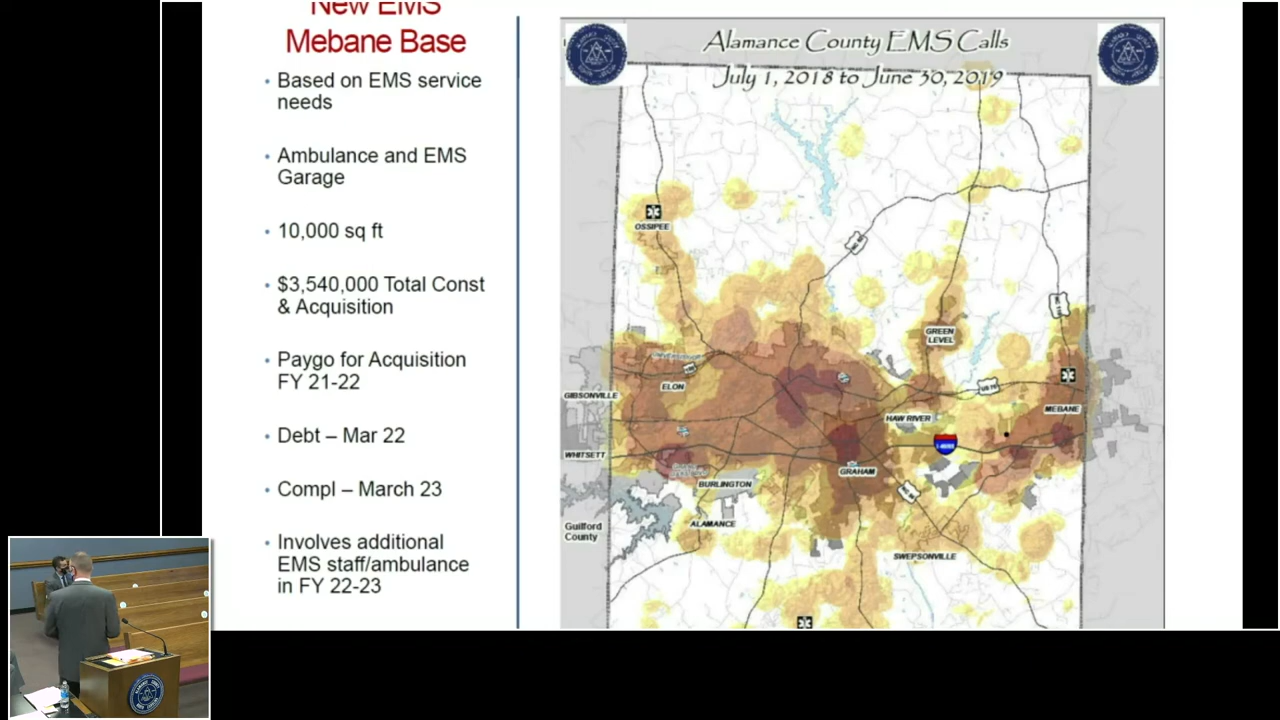 New EMS
Mebane Base
• Based on EMS service
needs
• Ambulance and EMS
Garage
• 10,000 sq ft
• $3,540,000 Total Const
& Acquisition
• Paygo for Acquisition
FY 21-22
• Debt – Mar 22
• Compl – March 23
• Involves additional
EMS staff/ambulance
in FY 22-23
Alamance County EMS Calls
July 1, 2018 to June 30, 2019
OSSIPEE
GREEN
LEVEL
ELON
GIBSONVILLE
HAW RIVER
MEBANE
WHITSETT
GRAHAM
BURLINGTON
ALAMANCE
Guilford
County
SWEPSONVILLE